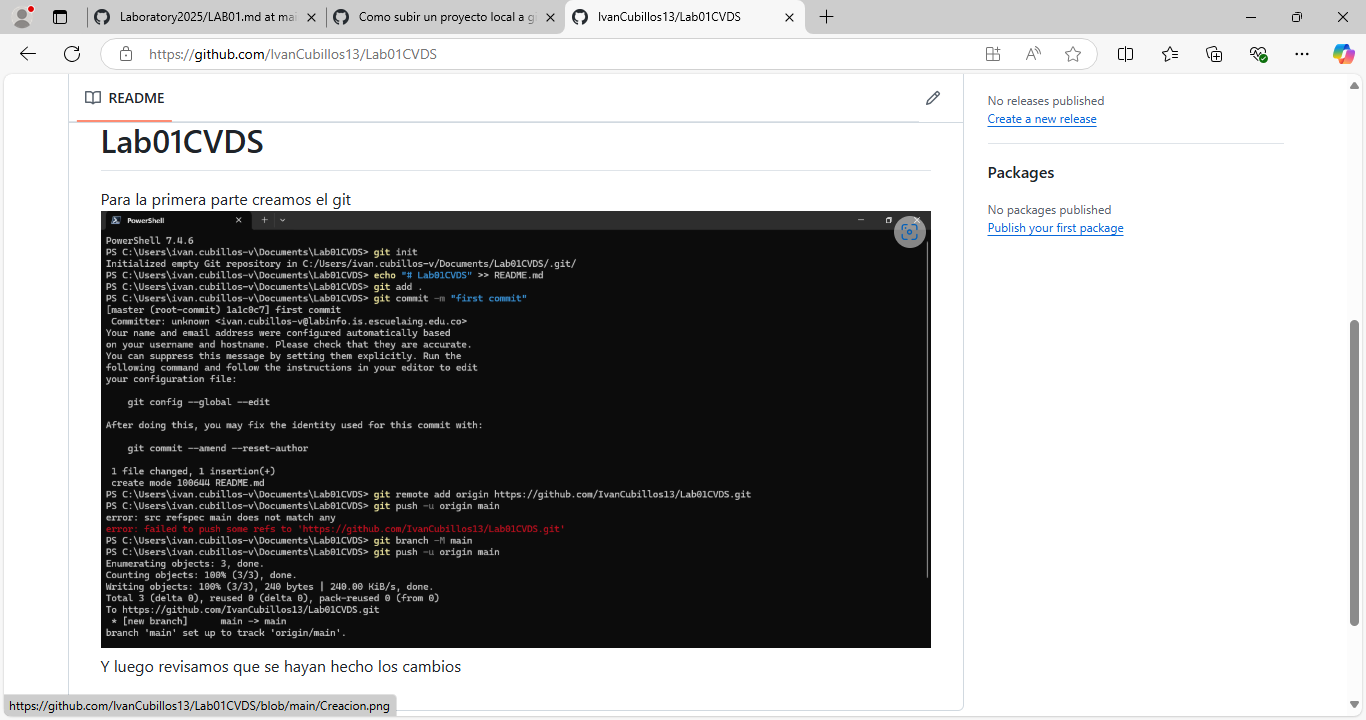 Laboratory2025/LAB01.md at mai
Como subir un proyecto local a g
IvanCubillos13/Lab01CVDS
https://github.com/IvanCubillos13/Lab01CVDS
README
No releases published
Create a new release
Packages
No packages published
Publish your first package
Lab01CVDS
Para la primera parte creamos el git
PowerShell
PowerShell 7.4.6
PS C:\Users\ivan.cubillos-v\Documents\Lab01CVDS> git init
Initialized empty Git repository in C:/Users/ivan.cubillos-v/Documents/Lab01CVDS/.git/
PS C:\Users\ivan.cubillos-v\Documents\Lab01CVDS> echo "# Lab01CVDS" >> README.md
PS C:\Users\ivan.cubillos-v\Documents\Lab01CVDS> git add .
PS C:\Users\ivan.cubillos-v\Documents\Lab01CVDS> git commit -m "first commit"
[master (root-commit) 1a1c0c7] first commit
Committer: unknown <ivan.cubillos-v@labinfo.is.escuelaing.edu.co>
Your name and email address were configured automatically based
on your username and hostname. Please check that they are accurate.
You can suppress this message by setting them explicitly. Run the
following command and follow the instructions in your editor to edit
your configuration file:
git config --global --edit
After doing this, you may fix the identity used for this commit with:
git commit --amend --reset-author
1 file changed, 1 insertion(+)
create mode 100644 README.md
PS C:\Users\ivan.cubillos-v\Documents\Lab01CVDS> git remote add origin https://github.com/IvanCubillos13/Lab01CVDS.git
PS C:\Users\ivan.cubillos-v\Documents\Lab01CVDS> git push -u origin main
error: src refspec main does not match any
error: failed to push some refs to 'https://github.com/IvanCubillos13/Lab01CVDS.git'
PS C:\Users\ivan.cubillos-v\Documents\Lab01CVDS> git branch -M main
PS C:\Users\ivan.cubillos-v\Documents\Lab01CVDS> git push -u origin main
Enumerating objects: 3, done.
Counting objects: 100% (3/3), done.
Writing objects: 100% (3/3), 240 bytes | 240.00 KiB/s, done.
Total 3 (delta 0), reused 0 (delta 0), pack-reused 0 (from 0)
To https://github.com/IvanCubillos13/Lab01CVDS.git
* [new branch] main -> main
branch 'main' set up to track 'origin/main'.
Y luego revisamos que se hayan hecho los cambios
https://github.com/IvanCubillos13/Lab01CVDS/blob/main/Creacion.png